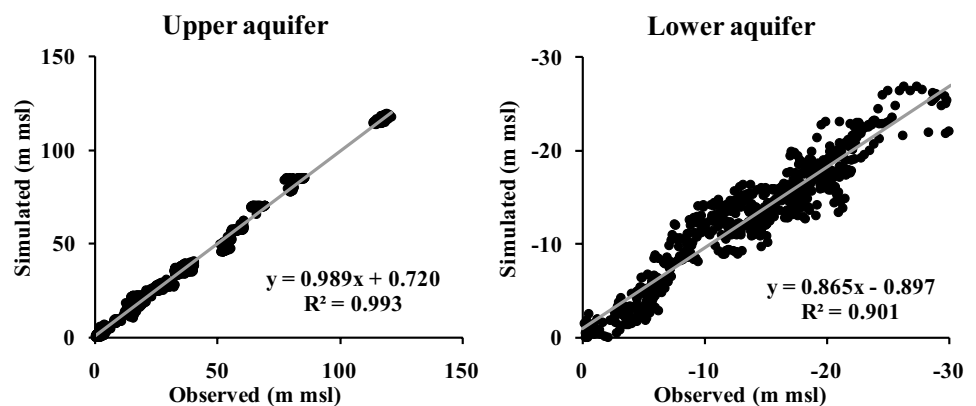 Upper aquifer
150
100
50
0
Simulated (m msl)
y = 0.989x + 0.720
R² = 0.993
0 50 100 150
Observed (m msl)
Lower aquifer
-30
-20
-10
0
Simulated (m msl)
y = 0.865x - 0.897
R² = 0.901
0 -10 -20 -30
Observed (m msl)